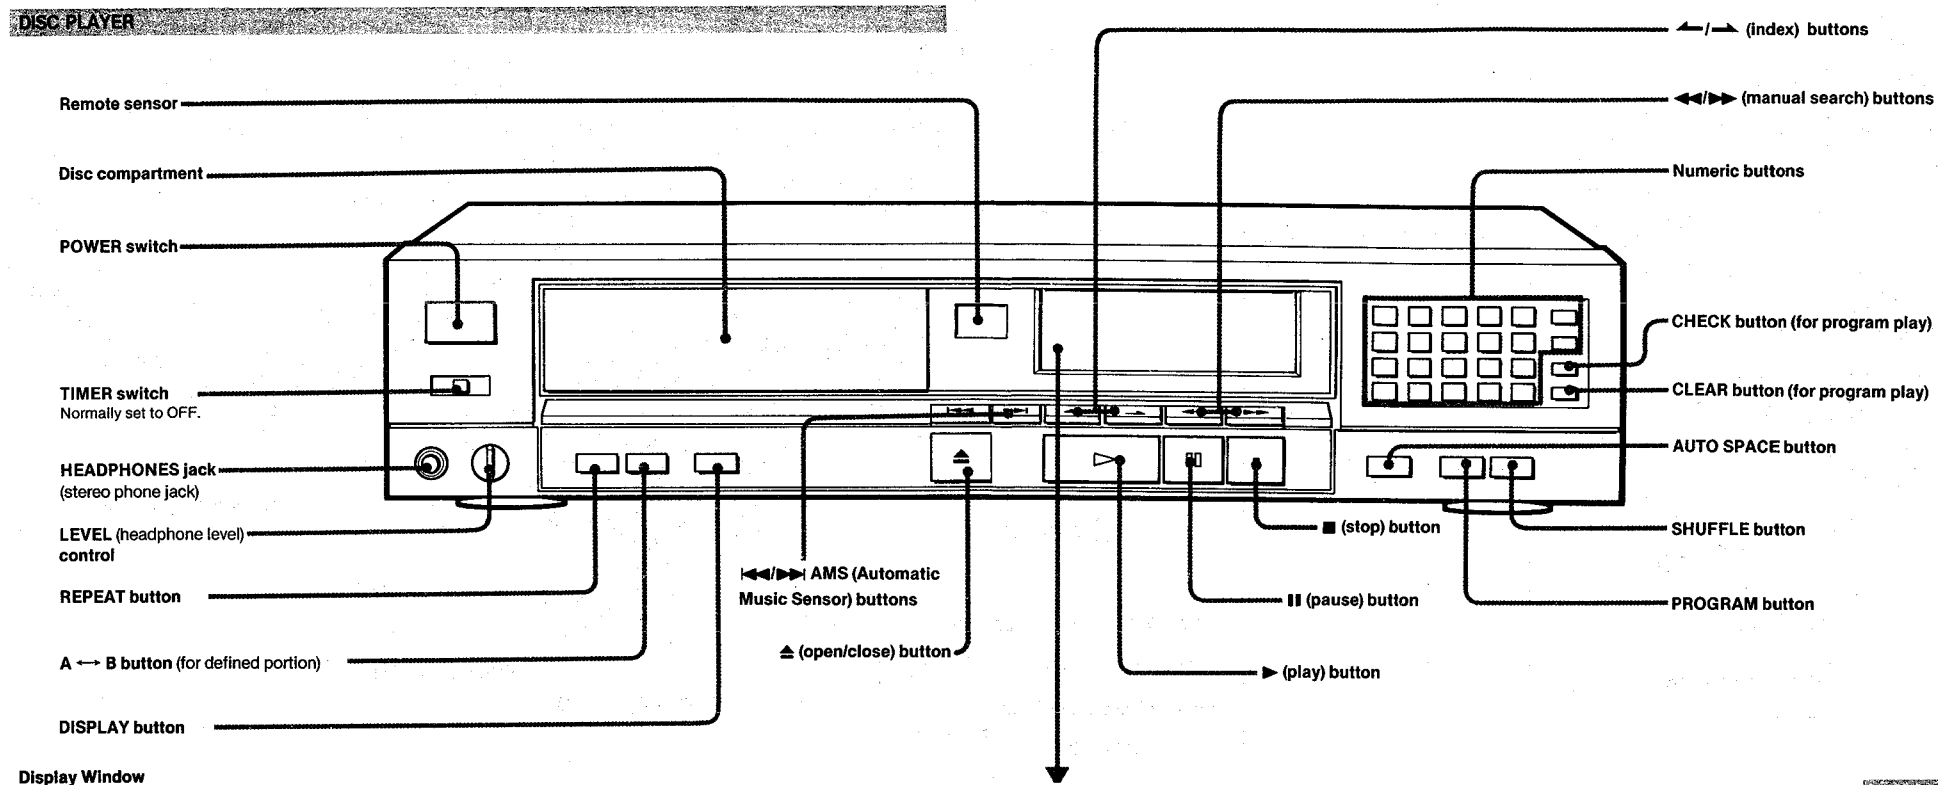 DISC PLAYER
Remote sensor
Disc compartment
POWER switch
TIMER switch
Normally set to OFF.
HEADPHONES jack
(stereo phone jack)
LEVEL (headphone level)
control
REPEAT button
A ⟷ B button (for defined portion)
DISPLAY button
⏮/⏭ AMS (Automatic
Music Sensor) buttons
⏏ (open/close) button
■ (stop) button
⏸ (pause) button
▶ (play) button
↼/⇀ (index) buttons
◀◀/▶▶ (manual search) buttons
Numeric buttons
CHECK button (for program play)
CLEAR button (for program play)
AUTO SPACE button
SHUFFLE button
PROGRAM button
Display Window